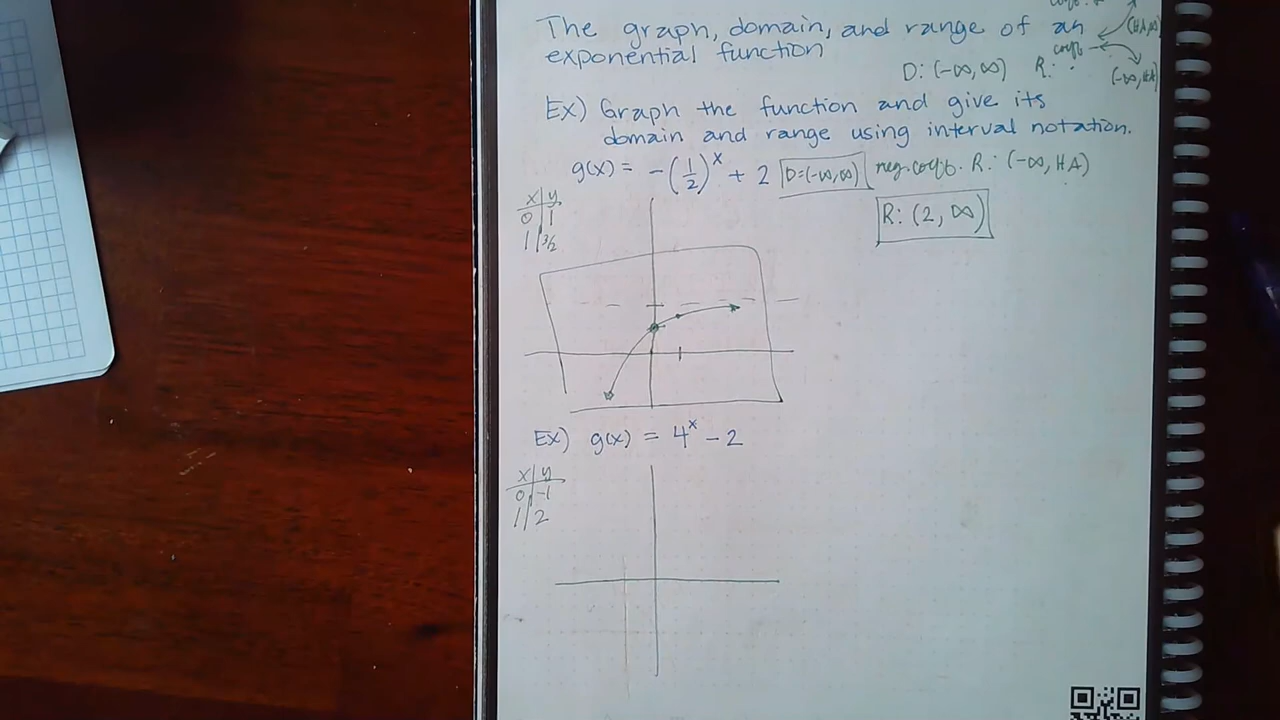 The graph, domain, and range of an
exponential function
(HA,∞)
coeff.
D: (-∞,∞) R:
(-∞,HA)
Ex) Graph the function and give its
domain and range using interval notation.
g(x) = -(1/2)^x + 2 D=(-∞,∞) neg. coeff. R: (-∞, HA)
R: (2, ∞)
x y
0 1
1 3/2
Ex) g(x) = 4^x - 2
x y
0 -1
1 2